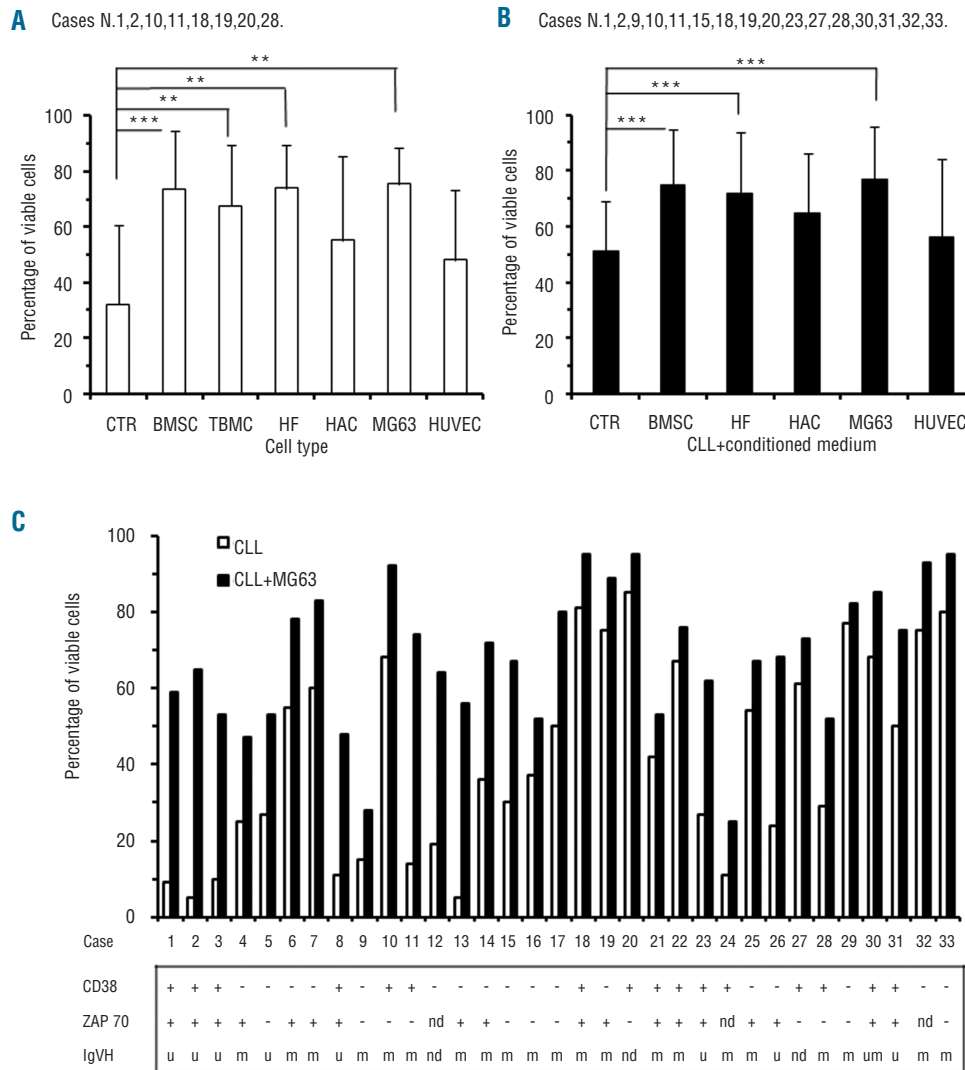 A Cases N.1,2,10,11,18,19,20,28.
**
**
**
***
100
80
60
40
20
0
Percentage of viable cells
CTR BMSC TBMC HF HAC MG63 HUVEC
Cell type
B Cases N.1,2,9,10,11,15,18,19,20,23,27,28,30,31,32,33.
***
***
***
100
80
60
40
20
0
Percentage of viable cells
CTR BMSC HF HAC MG63 HUVEC
CLL+conditioned medium
C
CLL
CLL+MG63
100
80
60
40
20
0
Percentage of viable cells
Case 1 2 3 4 5 6 7 8 9 10 11 12 13 14 15 16 17 18 19 20 21 22 23 24 25 26 27 28 29 30 31 32 33
CD38 + + + - - - - + - + + - - - - - - + - + + + + + - - + + - + + - -
ZAP 70 + + + + - + + + - - - nd + + - - - + + - + + + nd + + - - - + + nd -
IgVH u u u m u m m u m m m nd m m m m m m m nd m m u m m u nd m m um u m m